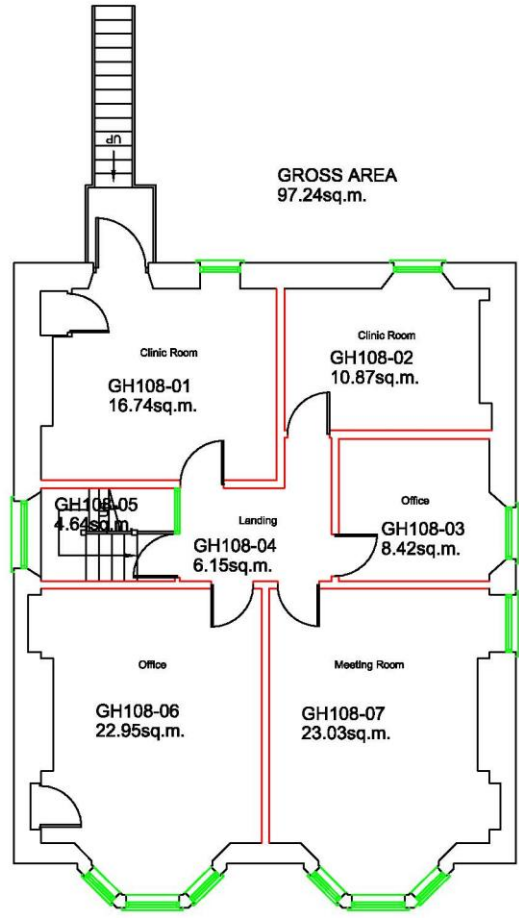 UP
GROSS AREA
97.24sq.m.
Clinic Room
GH108-01
16.74sq.m.
Clinic Room
GH108-02
10.87sq.m.
Office
GH108-03
8.42sq.m.
Landing
GH108-04
6.15sq.m.
GH108-05
4.64sq.m.
UP
Office
GH108-06
22.95sq.m.
Meeting Room
GH108-07
23.03sq.m.